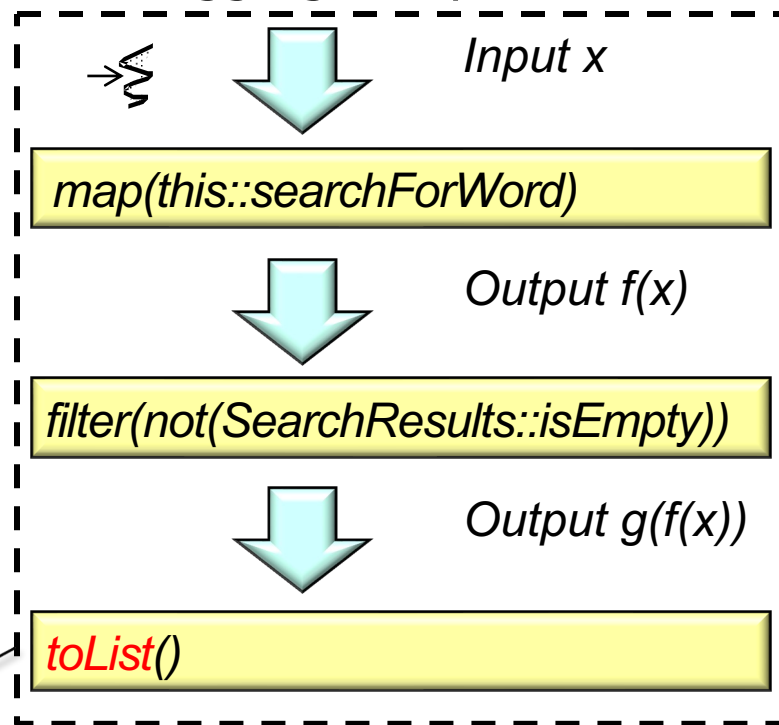 Input x
map(this::searchForWord)
Output f(x)
filter(not(SearchResults::isEmpty))
Output g(f(x))
toList()